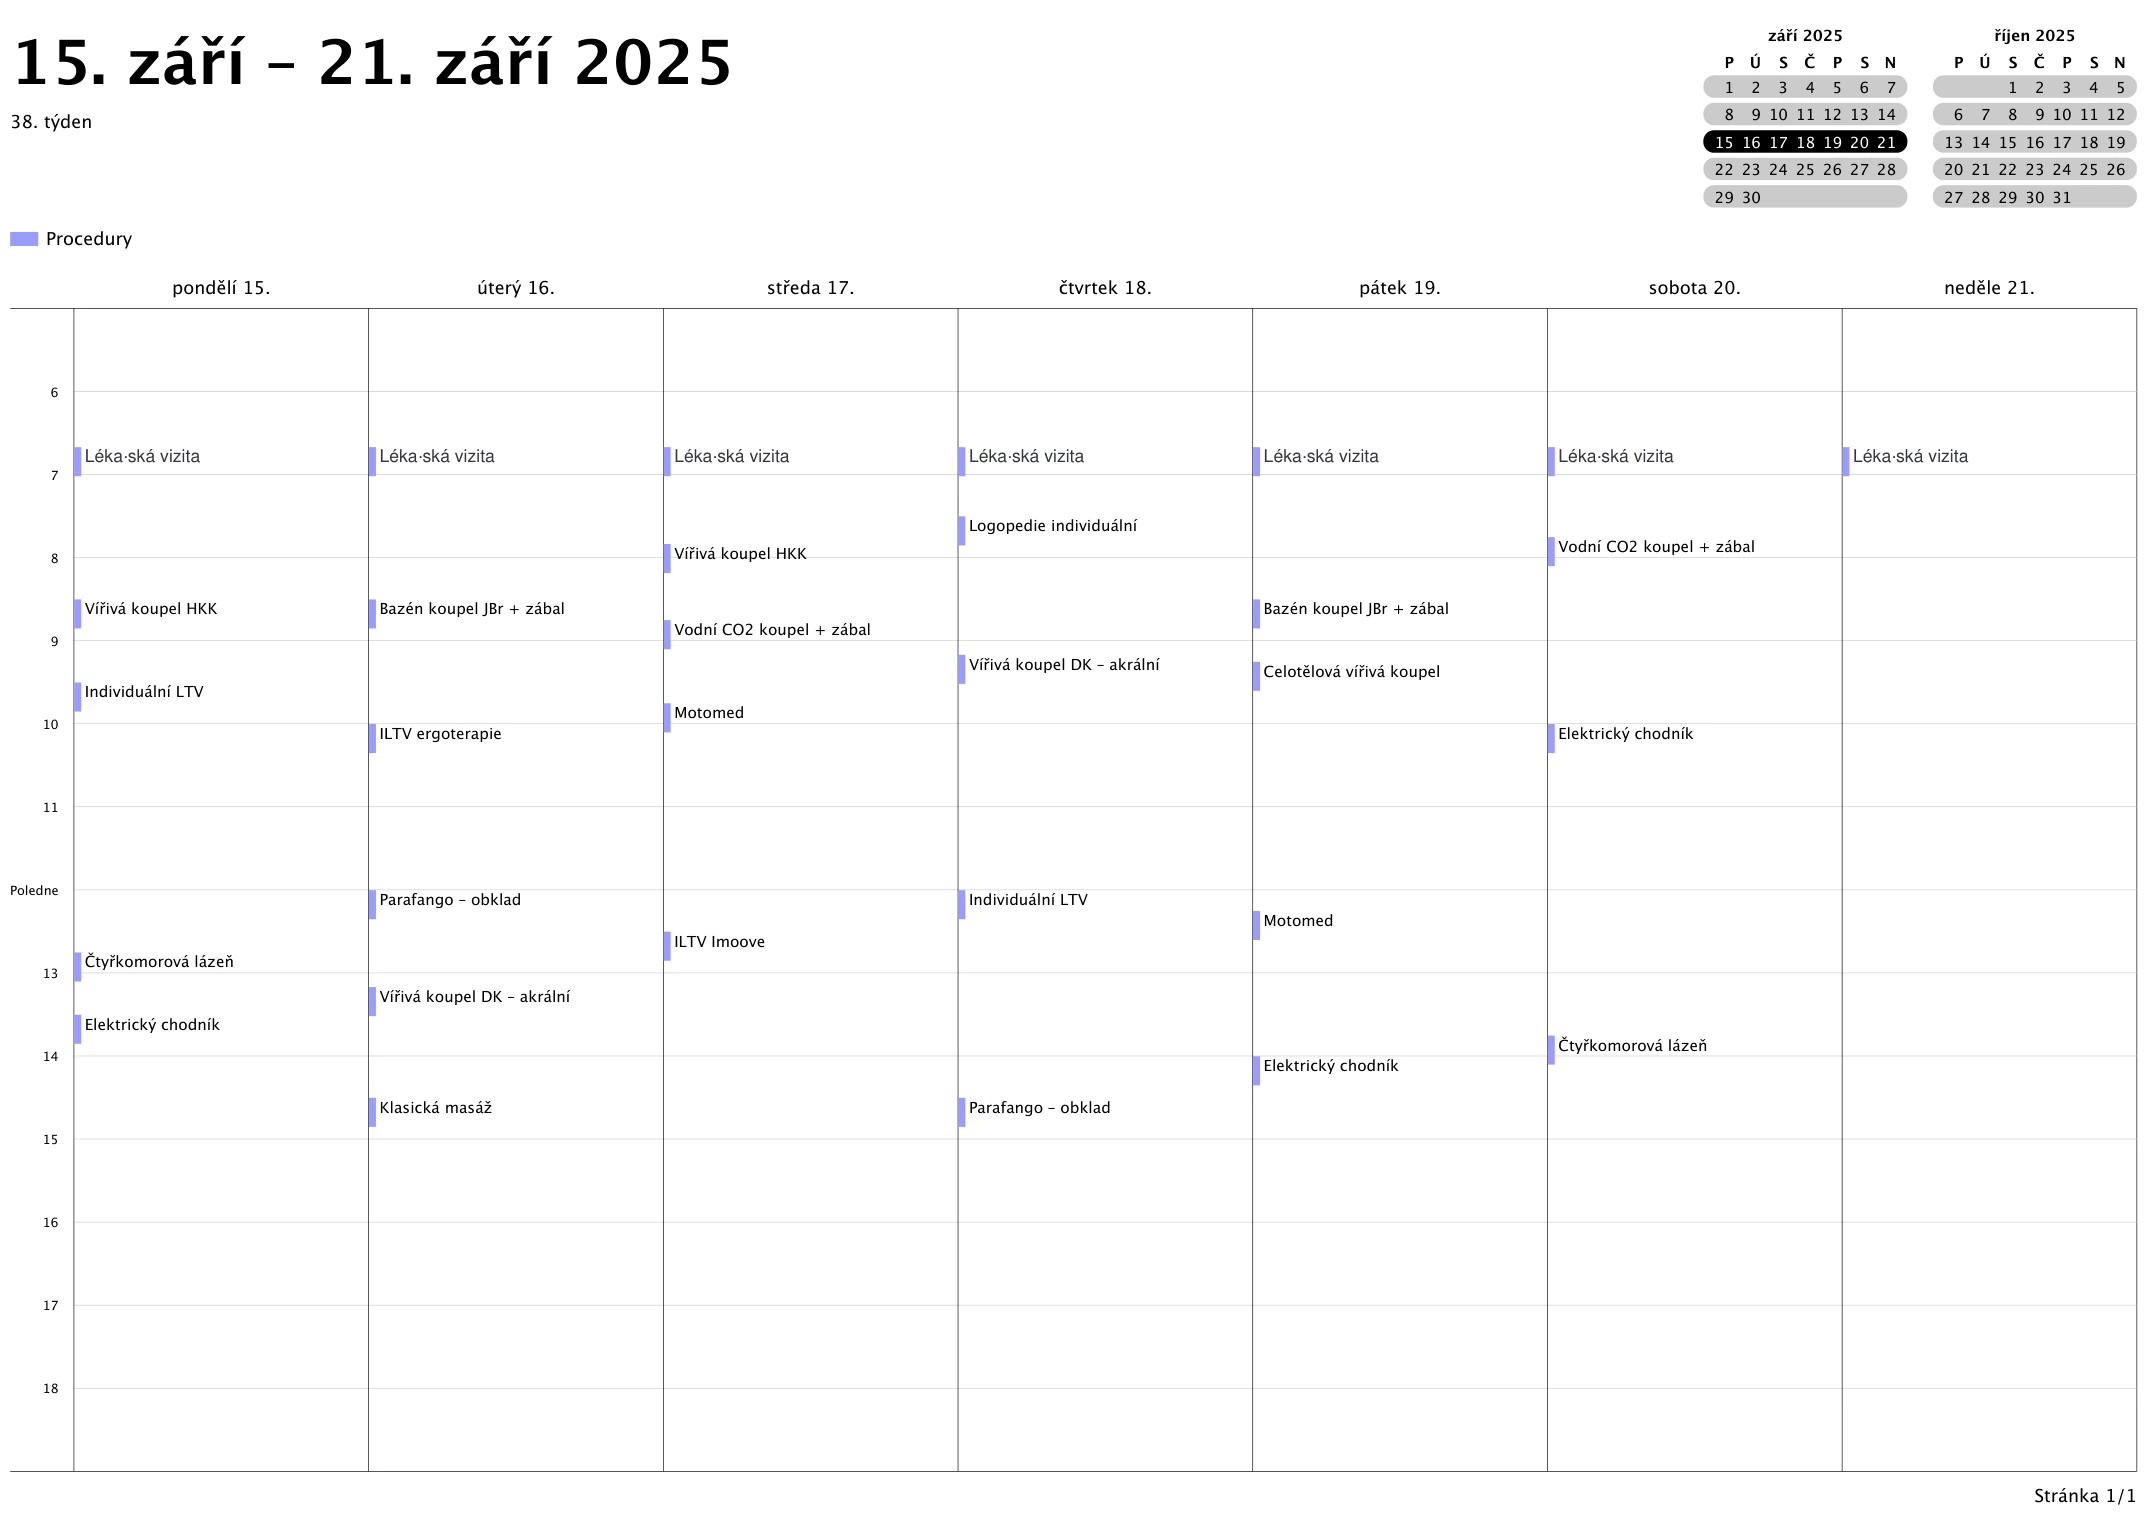 15. září – 21. září 2025
38. týden
září 2025
P Ú S Č P S N
1 2 3 4 5 6 7
8 9 10 11 12 13 14
15 16 17 18 19 20 21
22 23 24 25 26 27 28
29 30
říjen 2025
P Ú S Č P S N
1 2 3 4 5
6 7 8 9 10 11 12
13 14 15 16 17 18 19
20 21 22 23 24 25 26
27 28 29 30 31
Procedury
pondělí 15. úterý 16. středa 17. čtvrtek 18. pátek 19. sobota 20. neděle 21.
6
Léka·ská vizita Léka·ská vizita Léka·ská vizita Léka·ská vizita Léka·ská vizita Léka·ská vizita Léka·ská vizita
7
Logopedie individuální
Vodní CO2 koupel + zábal
Vířivá koupel HKK
8
Vířivá koupel HKK Bazén koupel JBr + zábal Bazén koupel JBr + zábal
Vodní CO2 koupel + zábal
9
Vířivá koupel DK – akrální
Celotělová vířivá koupel
Individuální LTV
Motomed
10
ILTV ergoterapie Elektrický chodník
11
Poledne
Parafango – obklad Individuální LTV
Motomed
ILTV Imoove
Čtyřkomorová lázeň
13
Vířivá koupel DK – akrální
Elektrický chodník
Čtyřkomorová lázeň
14
Elektrický chodník
Klasická masáž Parafango – obklad
15
16
17
18
Stránka 1/1